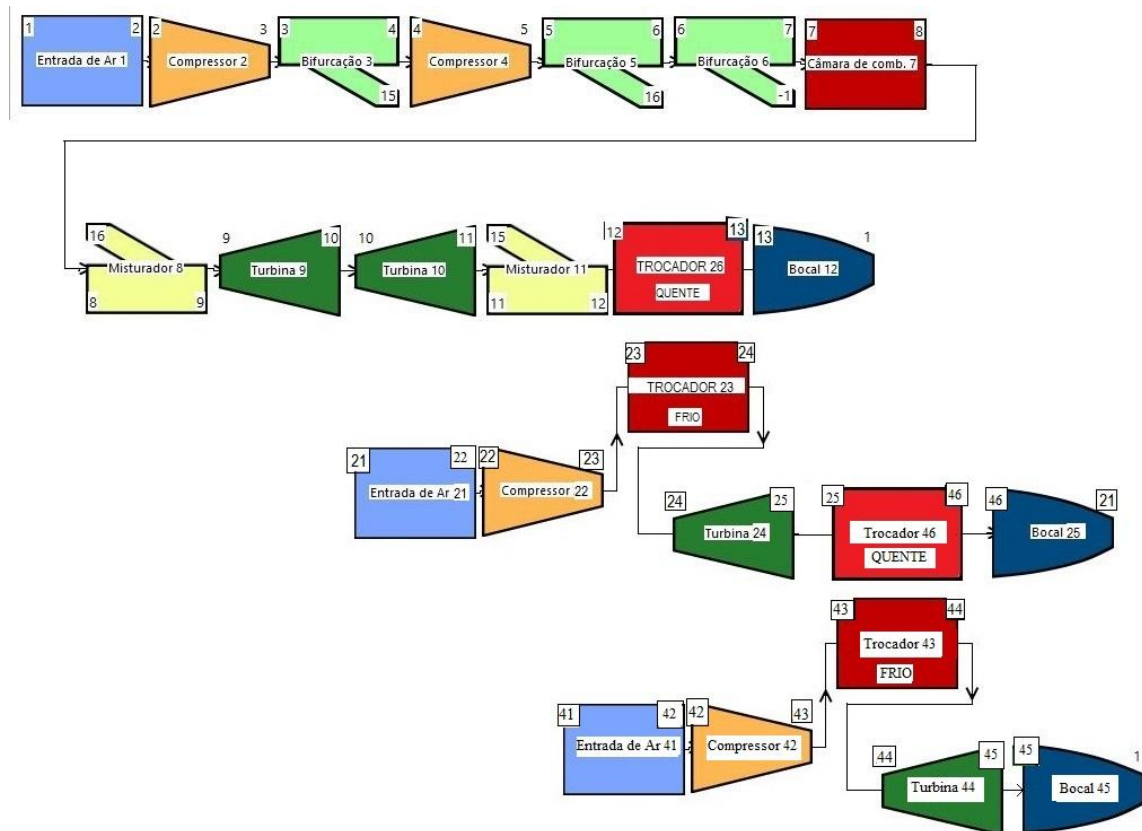 1 2 2 3 3 4 4 5 5 6 6 7 7 8
Entrada de Ar 1 Compressor 2 Bifurcação 3 Compressor 4 Bifurcação 5 Bifurcação 6 Câmara de comb. 7
15 16 -1
16 9 10 10 11 15 12 13 13 1
Misturador 8 Turbina 9 Turbina 10 Misturador 11 TROCADOR 26 Bocal 12
QUENTE
8 9 11 12
23 24
TROCADOR 23
FRIO
21 22 22 23
Entrada de Ar 21 Compressor 22
24 25 25 46 46 21
Turbina 24 Trocador 46 Bocal 25
QUENTE
43 44
Trocador 43
FRIO
41 42 42 43
Entrada de Ar 41 Compressor 42
44 45 45 1
Turbina 44 Bocal 45